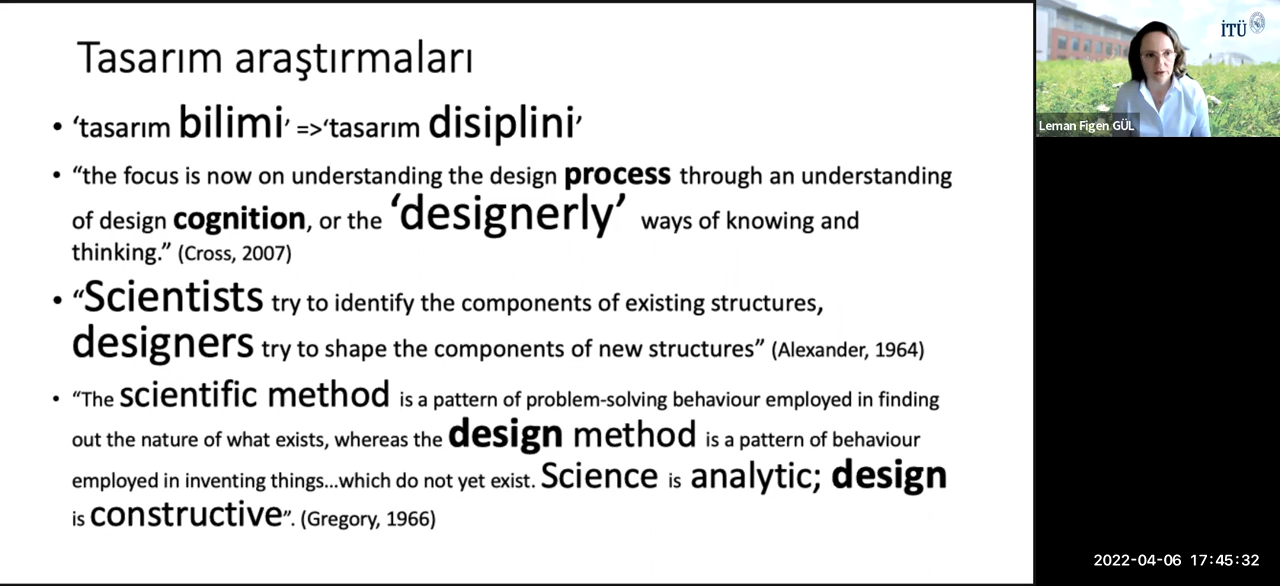 Tasarım araştırmaları
• ‘tasarım bilimi’ =>‘tasarım disiplini’
• “the focus is now on understanding the design process through an understanding
of design cognition, or the ‘designerly’ ways of knowing and
thinking.” (Cross, 2007)
• “Scientists try to identify the components of existing structures,
designers try to shape the components of new structures” (Alexander, 1964)
• “The scientific method is a pattern of problem-solving behaviour employed in finding
out the nature of what exists, whereas the design method is a pattern of behaviour
employed in inventing things...which do not yet exist. Science is analytic; design
is constructive”. (Gregory, 1966)
İTÜ
Leman Figen GÜL
2022-04-06 17:45:32